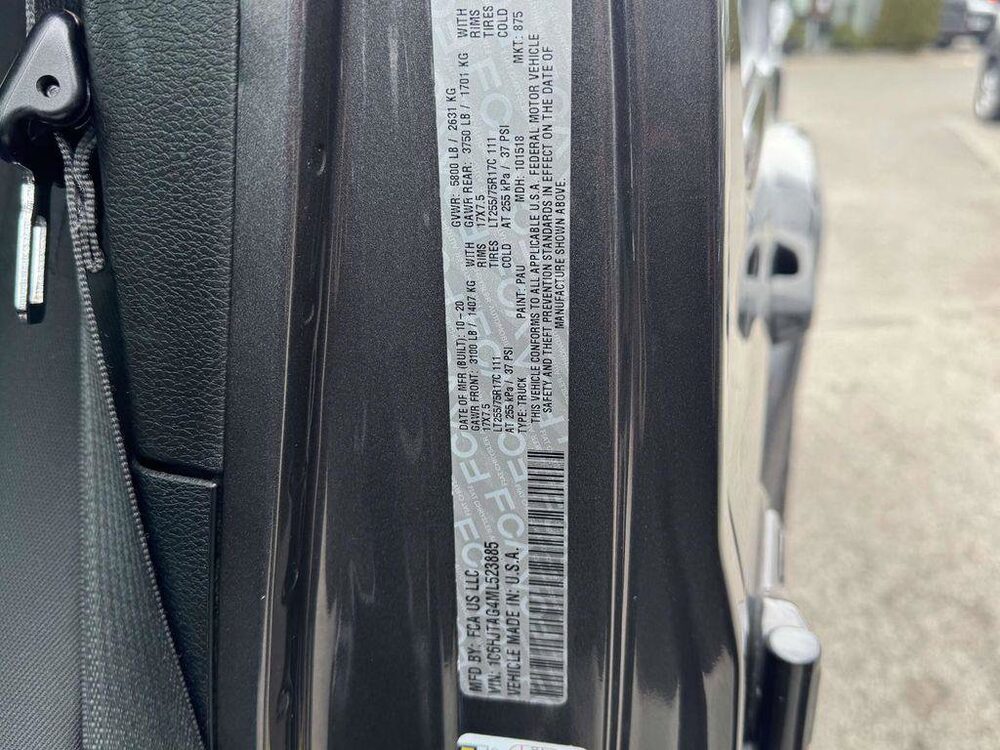 MFD BY: FCA US LLC
VIN: 1C6HJTAG4ML523885
VEHICLE MADE IN: U.S.A.
DATE OF MFR (BUILT): 10-20 GVWR: 5800 LB / 2631 KG
GAWR FRONT: 3100 LB / 1407 KG WITH GAWR REAR: 3750 LB / 1701 KG WITH
17X7.5 RIMS 17X7.5 RIMS
LT255/75R17C 111 TIRES LT255/75R17C 111 TIRES
AT 255 kPa / 37 PSI COLD AT 255 kPa / 37 PSI COLD
TYPE: TRUCK PAINT: PAU MDH: 101518 MKT: 875
THIS VEHICLE CONFORMS TO ALL APPLICABLE U.S.A. FEDERAL MOTOR VEHICLE
SAFETY AND THEFT PREVENTION STANDARDS IN EFFECT ON THE DATE OF
MANUFACTURE SHOWN ABOVE.